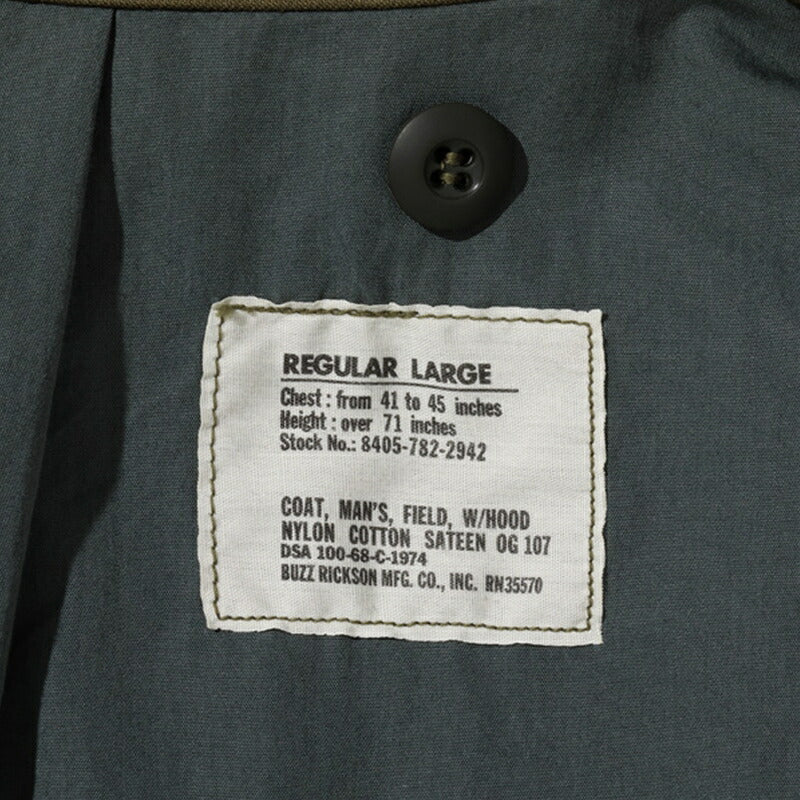 REGULAR LARGE
Chest : from 41 to 45 inches
Height : over 71 inches
Stock No.: 8405-782-2942
COAT, MAN'S, FIELD, W/HOOD
NYLON COTTON SATEEN OG 107
DSA 100-68-C-1974
BUZZ RICKSON MFG. CO., INC. RN35570